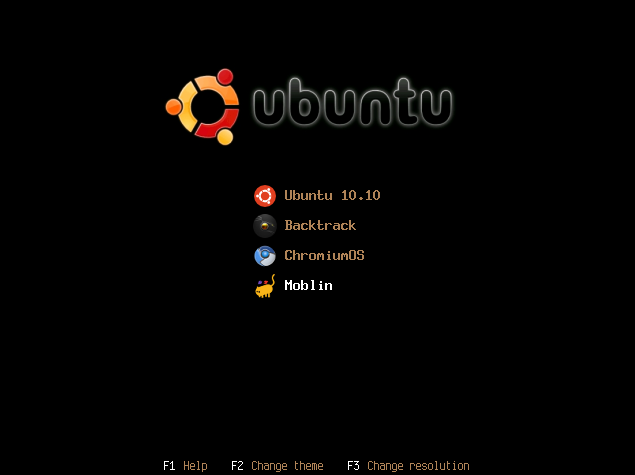 ubuntu
Ubuntu 10.10
Backtrack
ChromiumOS
Moblin
F1 Help F2 Change theme F3 Change resolution